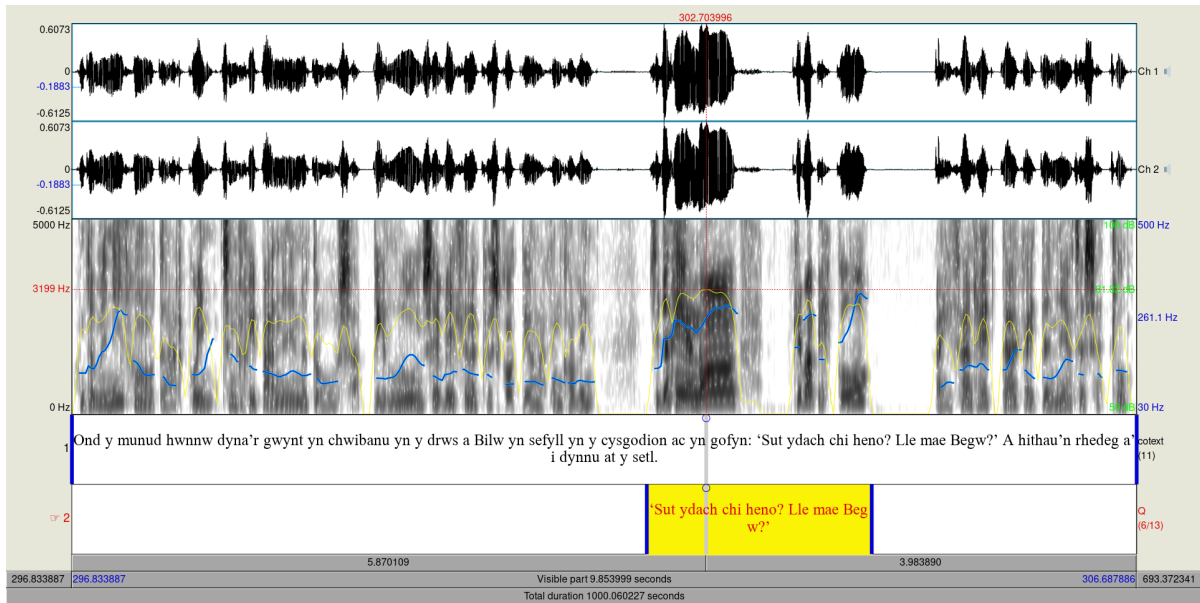 302.703996
0.6073
0
-0.1883
-0.6125
Ch 1
0.6073
0
-0.1883
-0.6125
Ch 2
5000 Hz
500 Hz
3199 Hz
261.1 Hz
0 Hz
30 Hz
1
Ond y munud hwnnw dyna’r gwynt yn chwibanu yn y drws a Bilw yn sefyll yn y cysgodion ac yn gofyn: ‘Sut ydach chi heno? Lle mae Begw?’ A hithau’n rhedeg a’
i dynnu at y setl.
cotext
(11)
☞ 2
‘Sut ydach chi heno? Lle mae Beg
w?’
Q
(6/13)
5.870109 3.983890
296.833887 296.833887 Visible part 9.853999 seconds 306.687886 693.372341
Total duration 1000.060227 seconds